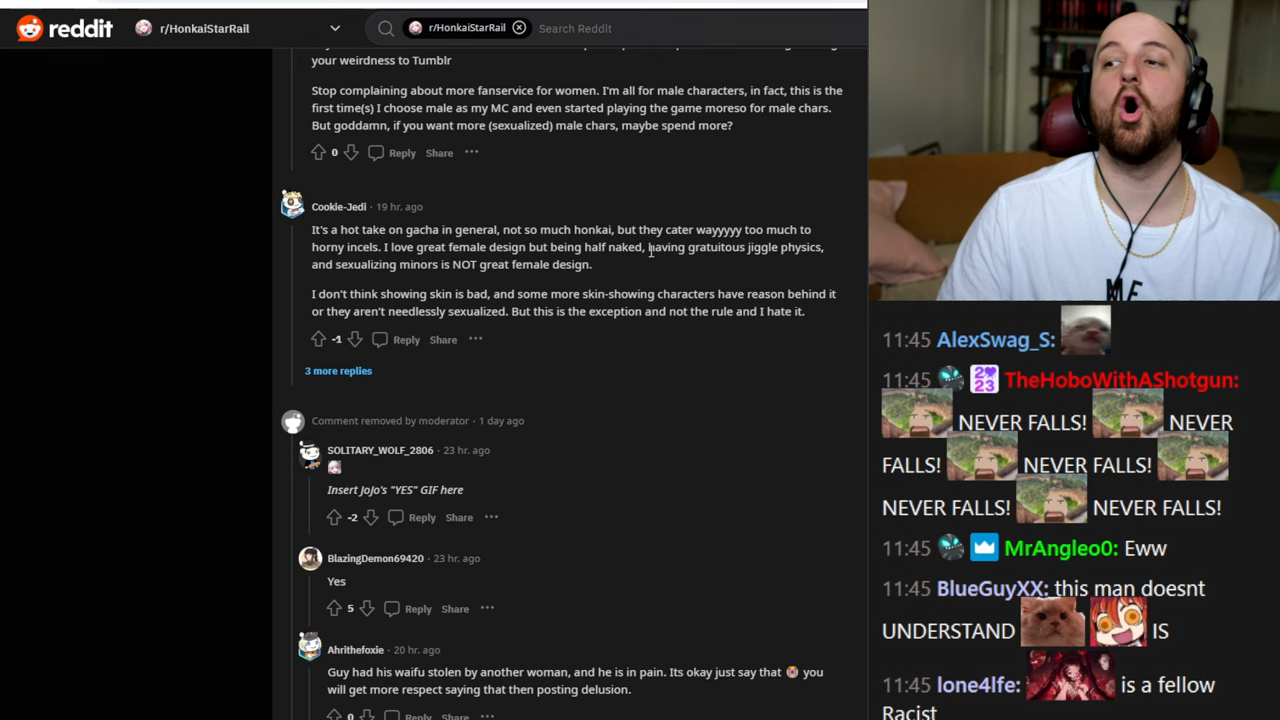 reddit
r/HonkaiStarRail
r/HonkaiStarRail
Search Reddit
your weirdness to Tumblr
Stop complaining about more fanservice for women. I'm all for male characters, in fact, this is the
first time(s) I choose male as my MC and even started playing the game moreso for male chars.
But goddamn, if you want more (sexualized) male chars, maybe spend more?
0 Reply Share ···
Cookie-Jedi · 19 hr. ago
It's a hot take on gacha in general, not so much honkai, but they cater wayyyyy too much to
horny incels. I love great female design but being half naked, having gratuitous jiggle physics,
and sexualizing minors is NOT great female design.
I don't think showing skin is bad, and some more skin-showing characters have reason behind it
or they aren't needlessly sexualized. But this is the exception and not the rule and I hate it.
-1 Reply Share ···
3 more replies
Comment removed by moderator · 1 day ago
SOLITARY_WOLF_2806 · 23 hr. ago
Insert JoJo's "YES" GIF here
-2 Reply Share ···
BlazingDemon69420 · 23 hr. ago
Yes
5 Reply Share ···
Ahrithefoxie · 20 hr. ago
Guy had his waifu stolen by another woman, and he is in pain. Its okay just say that 😭 you
will get more respect saying that then posting delusion.
0 Reply Share ···
ME
11:45 AlexSwag_S:
11:45 2023 TheHoboWithAShotgun:
NEVER FALLS! NEVER
FALLS! NEVER FALLS!
NEVER FALLS! NEVER FALLS!
11:45 MrAngleo0: Eww
11:45 BlueGuyXX: this man doesnt
UNDERSTAND IS
11:45 lone4lfe: is a fellow
Racist